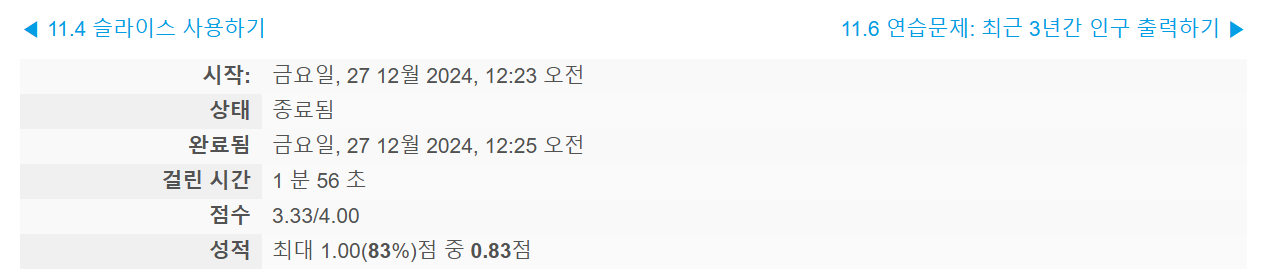 ◀ 11.4 슬라이스 사용하기
11.6 연습문제: 최근 3년간 인구 출력하기 ▶
시작: 금요일, 27 12월 2024, 12:23 오전
상태 종료됨
완료됨 금요일, 27 12월 2024, 12:25 오전
걸린 시간 1 분 56 초
점수 3.33/4.00
성적 최대 1.00(83%)점 중 0.83점